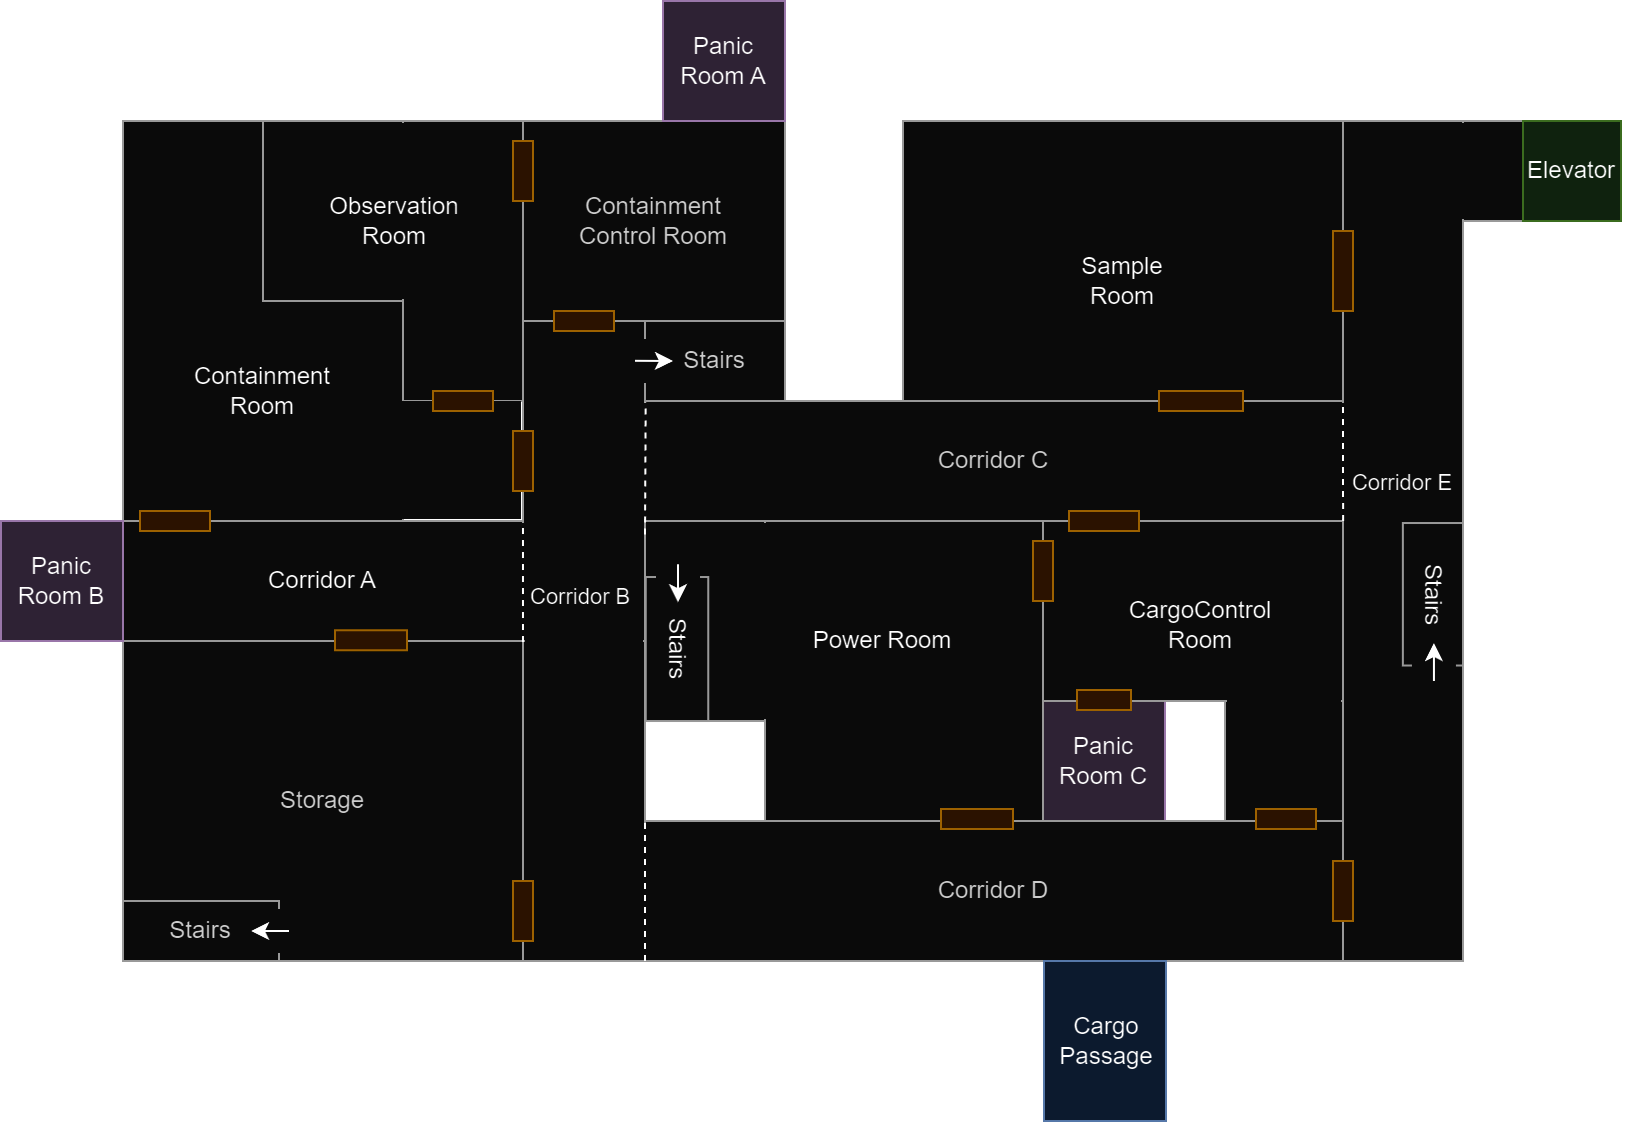 Panic
Room A
Elevator
Observation
Room
Containment
Control Room
Sample
Room
Containment
Room
Stairs
Corridor C
Corridor E
Panic
Room B
Corridor A
Corridor B
Stairs
Power Room
CargoControl
Room
Stairs
Panic
Room C
Storage
Corridor D
Stairs
Cargo
Passage